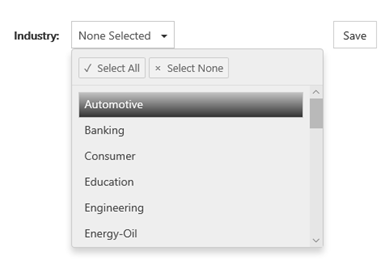 Industry: None Selected Save
✓ Select All × Select None
Automotive
Banking
Consumer
Education
Engineering
Energy-Oil